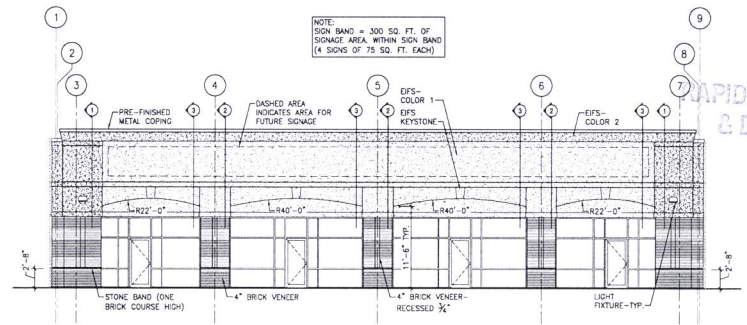 NOTE:
SIGN BAND = 300 SQ. FT. OF
SIGNAGE AREA, WITHIN SIGN BAND
(4 SIGNS OF 75 SQ. FT. EACH)
1
9
2
8
3
4
5
6
7
PRE-FINISHED
METAL COPING
DASHED AREA
INDICATES AREA FOR
FUTURE SIGNAGE
EIFS-
COLOR 1
EIFS
KEYSTONE
EIFS-
COLOR 2
RAPID
& D
1
3
2
3
2
3
2
3
1
R22'-0"
R40'-0"
R40'-0"
R22'-0"
11'-6" TYP.
2'-8"
2'-8"
STONE BAND (ONE
BRICK COURSE HIGH)
4" BRICK VENEER
4" BRICK VENEER-
RECESSED 3/4"
LIGHT
FIXTURE-TYP.